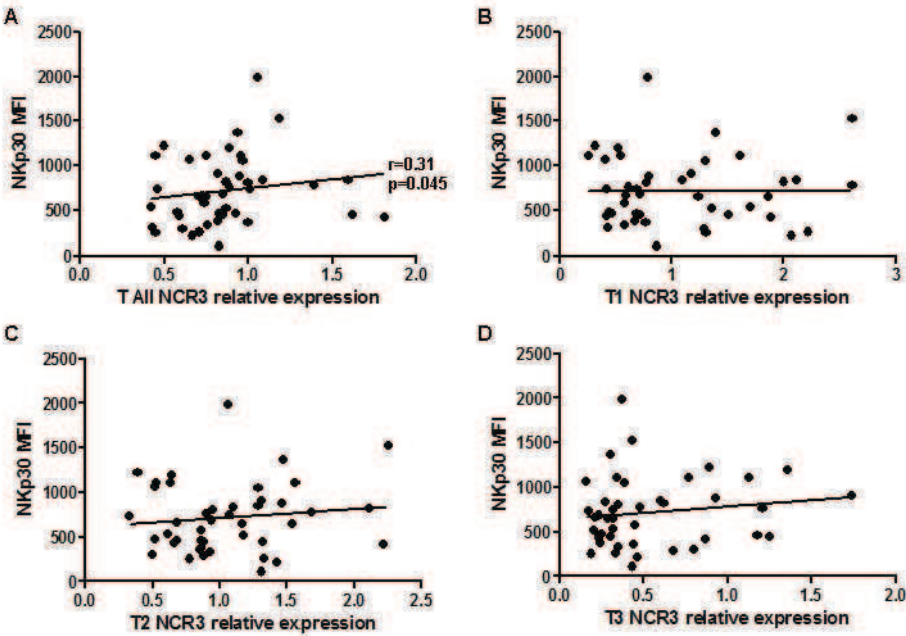 A
NKp30 MFI
2500
2000
1500
1000
500
0
0.0 0.5 1.0 1.5 2.0
r=0.31
p=0.045
T All NCR3 relative expression
B
NKp30 MFI
2500
2000
1500
1000
500
0
0 1 2 3
T1 NCR3 relative expression
C
NKp30 MFI
2500
2000
1500
1000
500
0
0.0 0.5 1.0 1.5 2.0 2.5
T2 NCR3 relative expression
D
NKp30 MFI
2500
2000
1500
1000
500
0
0.0 0.5 1.0 1.5 2.0
T3 NCR3 relative expression